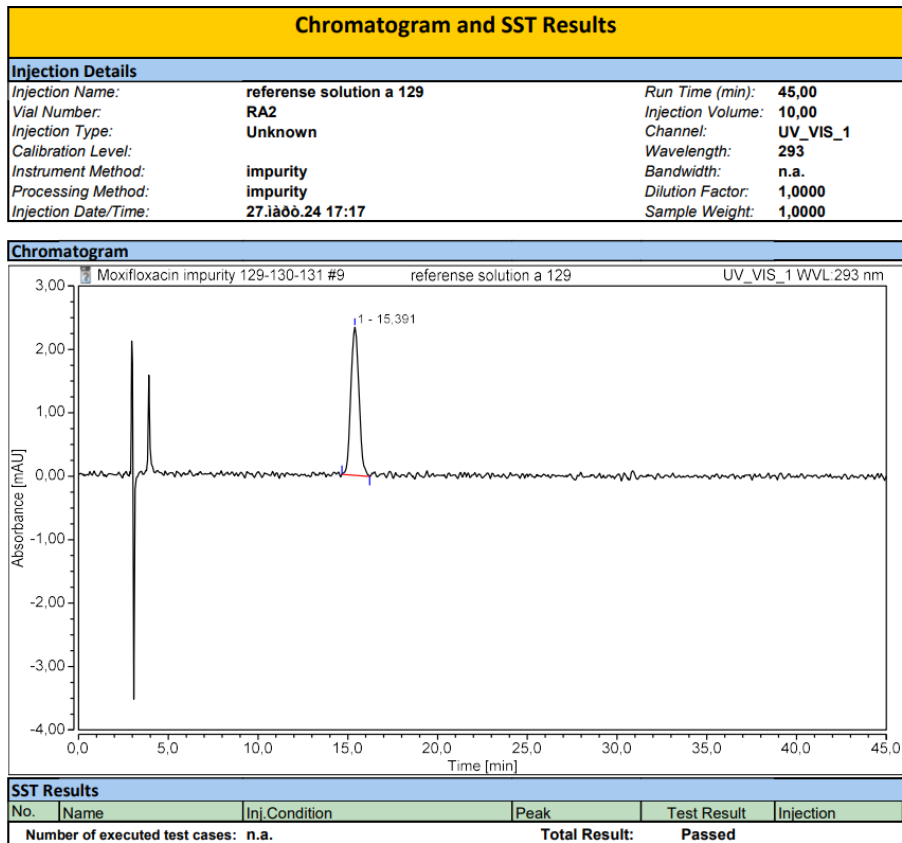 Chromatogram and SST Results
Injection Details
Injection Name: referense solution a 129 Run Time (min): 45,00
Vial Number: RA2 Injection Volume: 10,00
Injection Type: Unknown Channel: UV_VIS_1
Calibration Level: Wavelength: 293
Instrument Method: impurity Bandwidth: n.a.
Processing Method: impurity Dilution Factor: 1,0000
Injection Date/Time: 27.ìàðò.24 17:17 Sample Weight: 1,0000
Chromatogram
Moxifloxacin impurity 129-130-131 #9 referense solution a 129 UV_VIS_1 WVL:293 nm
3,00
1 - 15,391
2,00
1,00
0,00
-1,00
-2,00
-3,00
-4,00
Absorbance [mAU]
0,0 5,0 10,0 15,0 20,0 25,0 30,0 35,0 40,0 45,0
Time [min]
SST Results
No. Name Inj.Condition Peak Test Result Injection
Number of executed test cases: n.a. Total Result: Passed